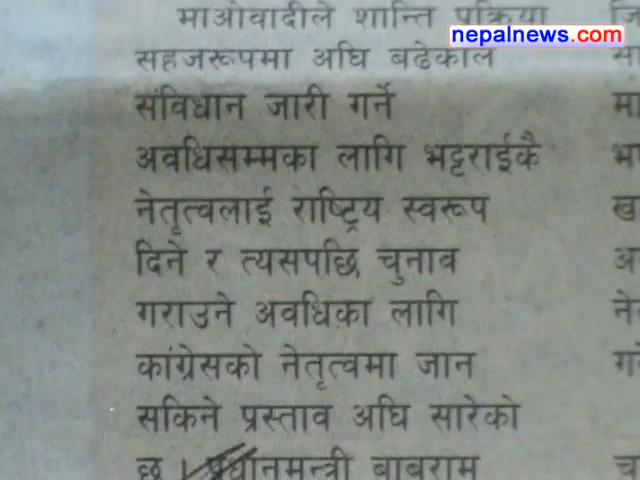 nepalnews.com
माओवादीले शान्ति प्रक्रिया
सहजरूपमा अघि बढेकाले
संविधान जारी गर्ने
अवधिसम्मका लागि भट्टराईकै
नेतृत्वलाई राष्ट्रिय स्वरूप
दिने र त्यसपछि चुनाव
गराउने अवधिका लागि
कांग्रेसको नेतृत्वमा जान
सकिने प्रस्ताव अघि सारेको
छ । प्रधानमन्त्री बाबुराम